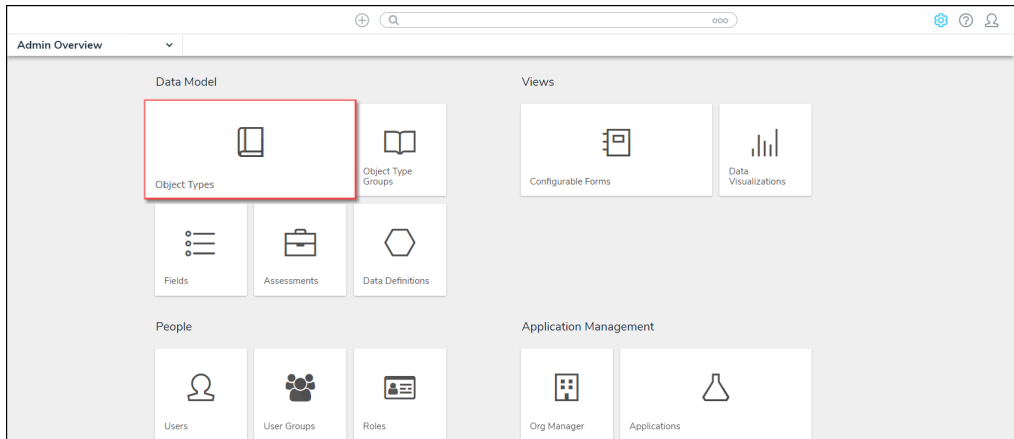 Admin Overview
Data Model
Views
Object Types
Object Type
Groups
Configurable Forms
Data
Visualizations
Fields
Assessments
Data Definitions
People
Application Management
Users
User Groups
Roles
Org Manager
Applications